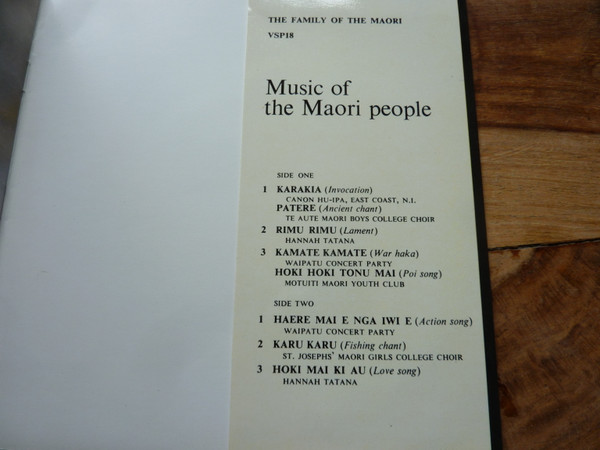 THE FAMILY OF THE MAORI
VSP18
Music of
the Maori people
SIDE ONE
1 KARAKIA (Invocation)
CANON HU-IPA, EAST COAST, N.I.
PATERE (Ancient chant)
TE AUTE MAORI BOYS COLLEGE CHOIR
2 RIMU RIMU (Lament)
HANNAH TATANA
3 KAMATE KAMATE (War haka)
WAIPATU CONCERT PARTY
HOKI HOKI TONU MAI (Poi song)
MOTUITI MAORI YOUTH CLUB
SIDE TWO
1 HAERE MAI E NGA IWI E (Action song)
WAIPATU CONCERT PARTY
2 KARU KARU (Fishing chant)
ST. JOSEPHS' MAORI GIRLS COLLEGE CHOIR
3 HOKI MAI KI AU (Love song)
HANNAH TATANA